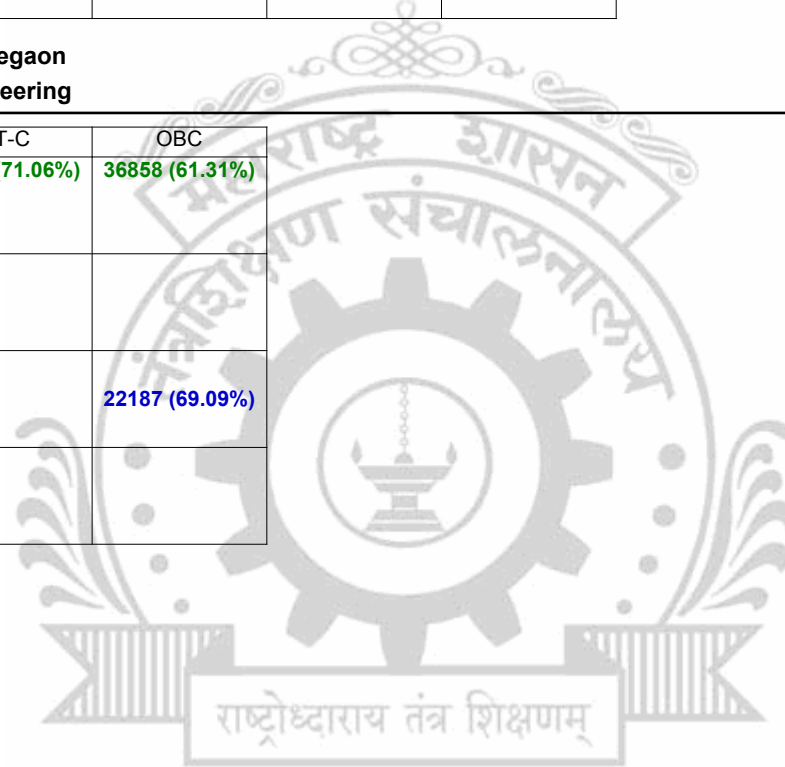 egaon
eering
T-C OBC
71.06%) 36858 (61.31%)
22187 (69.09%)
महाराष्ट्र शासन
तंत्रशिक्षण संचालनालय
राष्ट्रोध्दाराय तंत्र शिक्षणम्